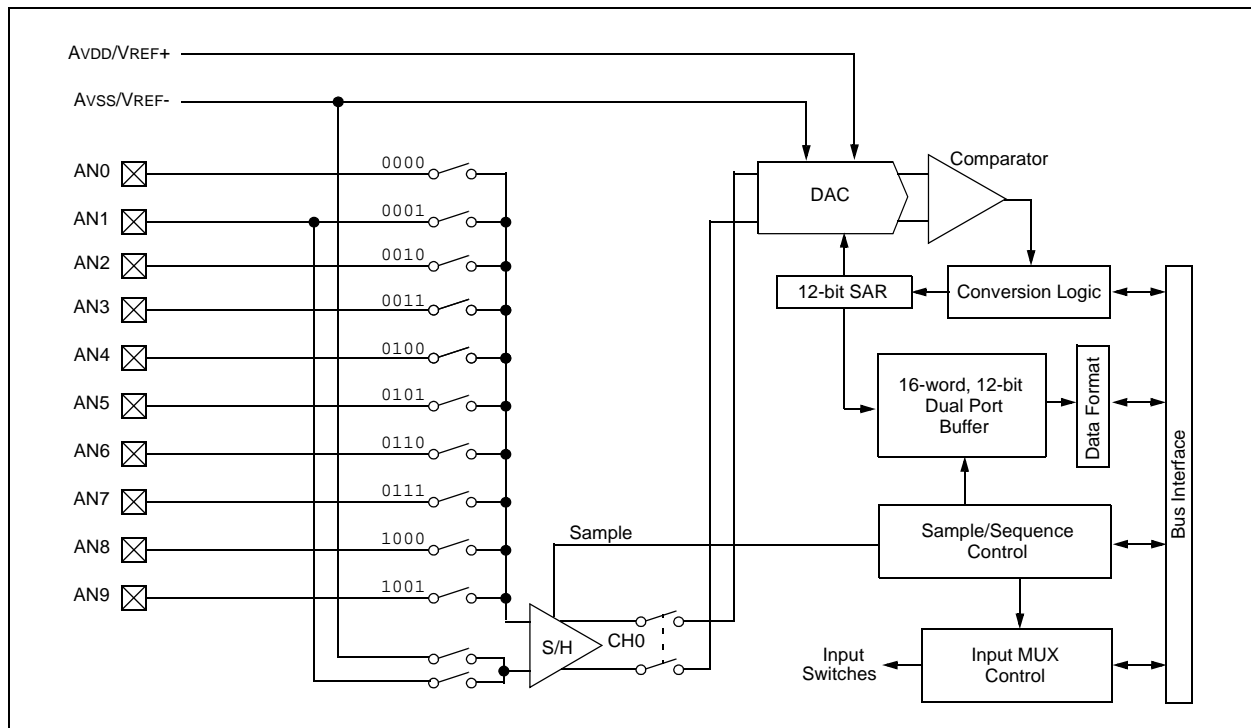 AVDD/VREF+
AVSS/VREF-
AN0
0000
AN1
0001
AN2
0010
AN3
0011
AN4
0100
AN5
0101
AN6
0110
AN7
0111
AN8
1000
AN9
1001
S/H
CH0
Sample
DAC
Comparator
12-bit SAR
Conversion Logic
16-word, 12-bit
Dual Port
Buffer
Data Format
Bus Interface
Sample/Sequence
Control
Input
Switches
Input MUX
Control